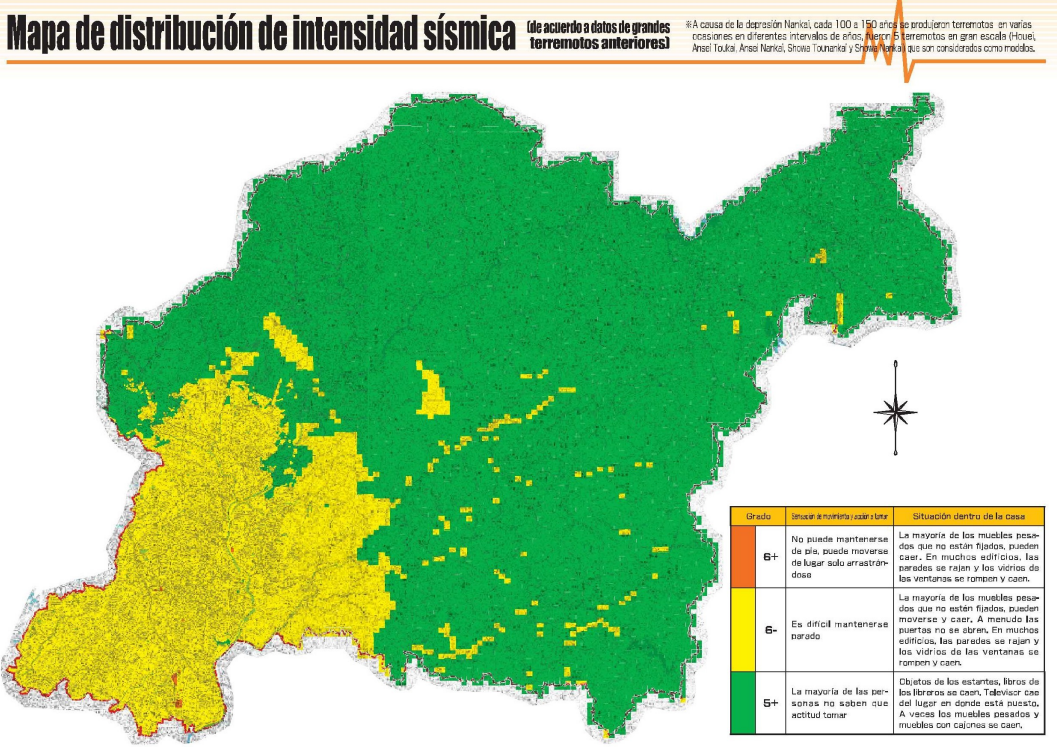 Mapa de distribución de intensidad sísmica
(de acuerdo a datos de grandes
terremotos anteriores)
※A causa de la depresión Nankai, cada 100 a 150 años se produjeron terremotos en varias
ocasiones en diferentes intervalos de años, fueron 5 terremotos en gran escala (Houei,
Ansei Toukai, Ansei Nankai, Showa Tounankai y Showa Nankai) que son considerados como modelos.
Grado
Sensación de movimiento y acción a tomar
Situación dentro de la casa
6+
No puede mantenerse
de pie, puede moverse
de lugar solo arrastrán-
dose
La mayoría de los muebles pesa-
dos que no están fijados, pueden
caer. En muchos edificios, las
paredes se rajan y los vidrios de
las ventanas se rompen y caen.
6-
Es difícil mantenerse
parado
La mayoría de los muebles pesa-
dos que no están fijados, pueden
moverse y caer. A menudo las
puertas no se abren. En muchos
edificios, las paredes se rajan y
los vidrios de las ventanas se
rompen y caen.
5+
La mayoría de las per-
sonas no saben que
actitud tomar
Objetos de los estantes, libros de
los libreros se caen. Televisor cae
del lugar en donde está puesto.
A veces los muebles pesados y
muebles con cajones se caen.